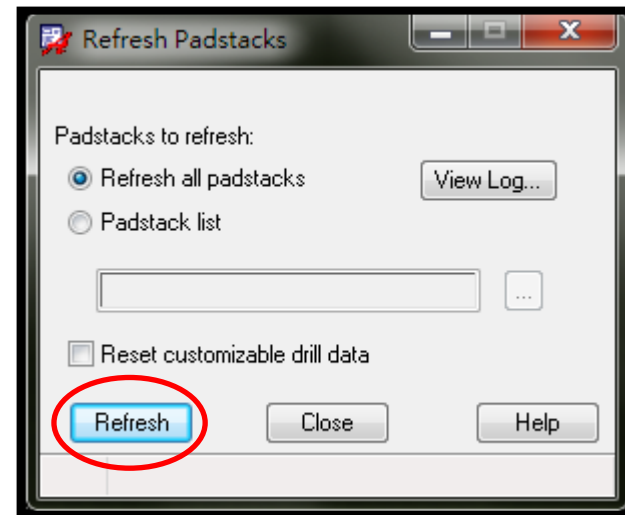 Refresh Padstacks
Padstacks to refresh:
Refresh all padstacks
View Log...
Padstack list
...
Reset customizable drill data
Refresh
Close
Help